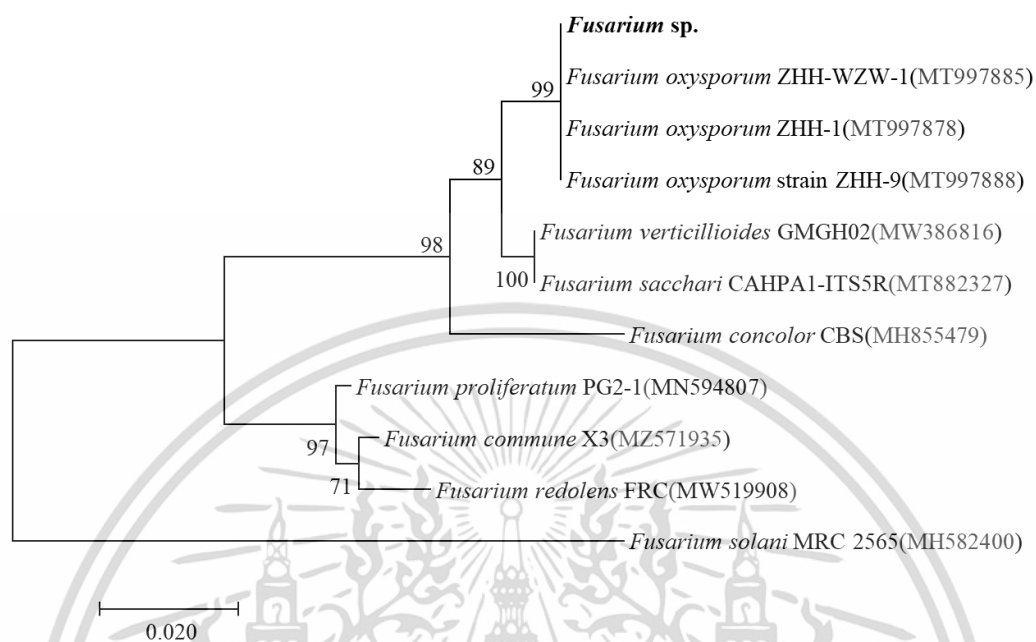 Fusarium sp.
Fusarium oxysporum ZHH-WZW-1(MT997885)
99
Fusarium oxysporum ZHH-1(MT997878)
Fusarium oxysporum strain ZHH-9(MT997888)
89
Fusarium verticillioides GMGH02(MW386816)
98
100
Fusarium sacchari CAHPA1-ITS5R(MT882327)
Fusarium concolor CBS(MH855479)
Fusarium proliferatum PG2-1(MN594807)
97
Fusarium commune X3(MZ571935)
71
Fusarium redolens FRC(MW519908)
Fusarium solani MRC 2565(MH582400)
0.020